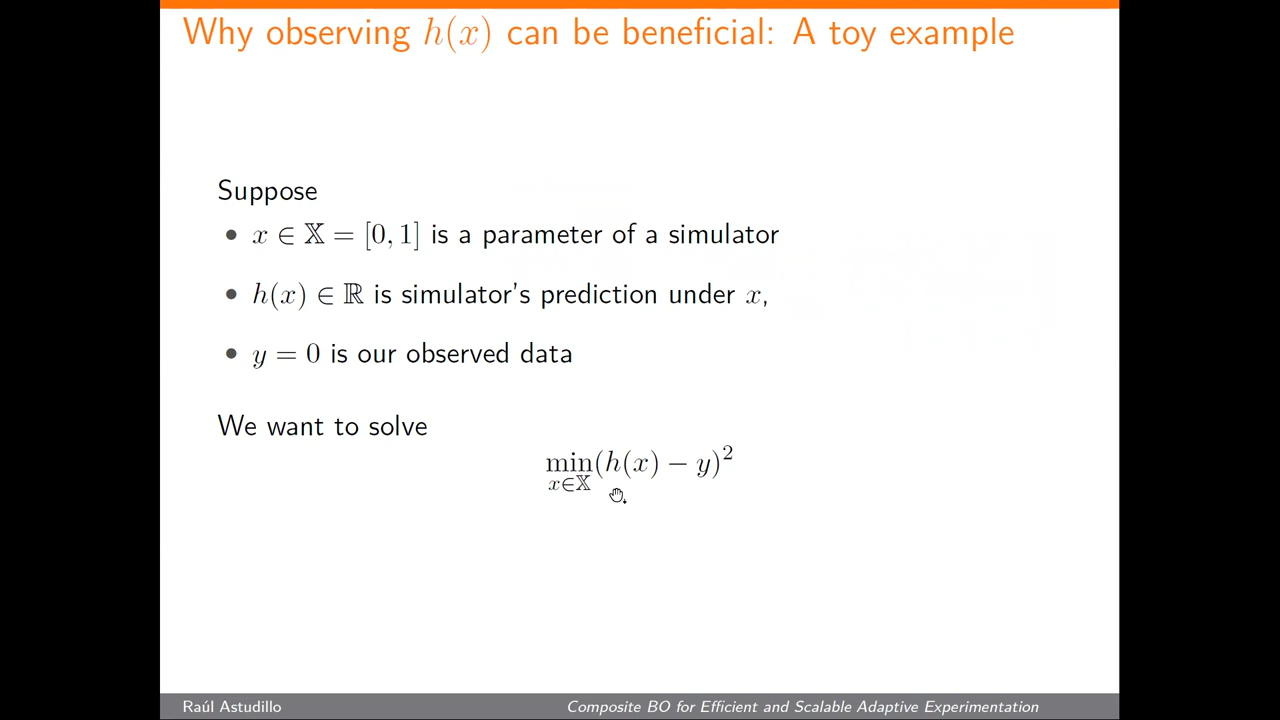 Why observing h(x) can be beneficial: A toy example
Suppose
• x ∈ 𝕏 = [0, 1] is a parameter of a simulator
• h(x) ∈ ℝ is simulator's prediction under x,
• y = 0 is our observed data
We want to solve
min (h(x) − y)²
x∈𝕏
Raúl Astudillo
Composite BO for Efficient and Scalable Adaptive Experimentation